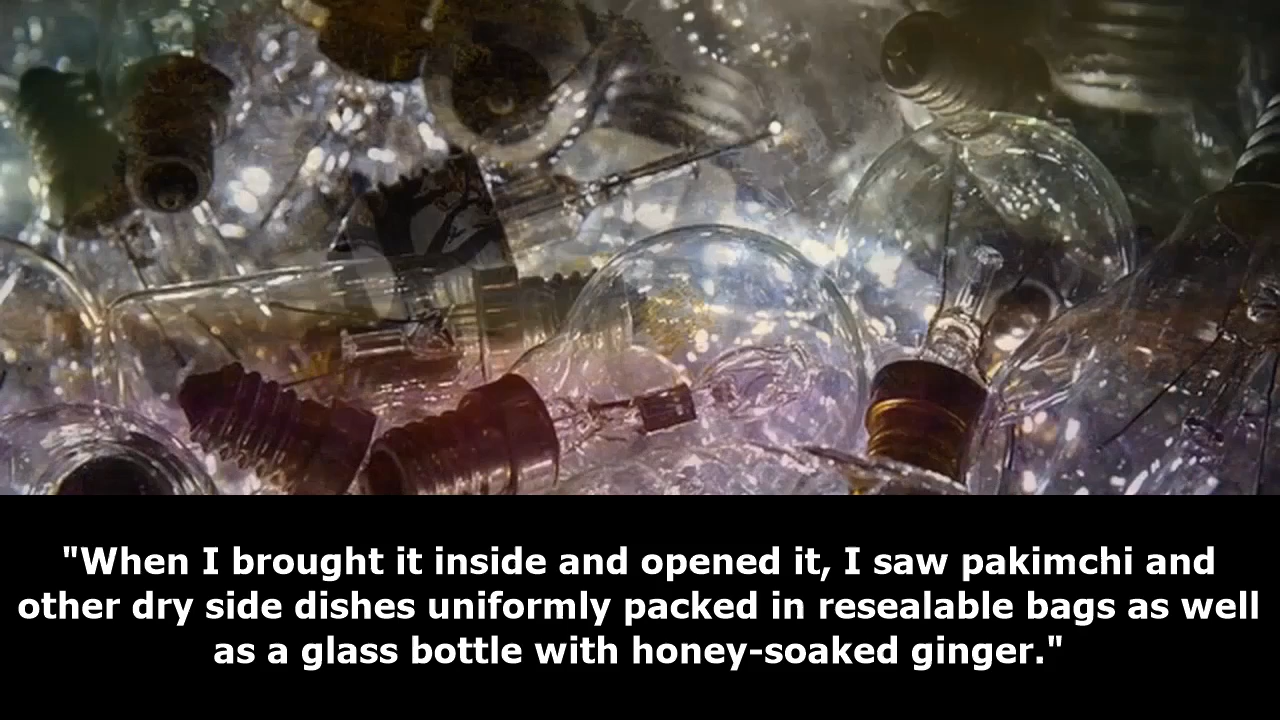 "When I brought it inside and opened it, I saw pakimchi and
other dry side dishes uniformly packed in resealable bags as well
as a glass bottle with honey-soaked ginger."